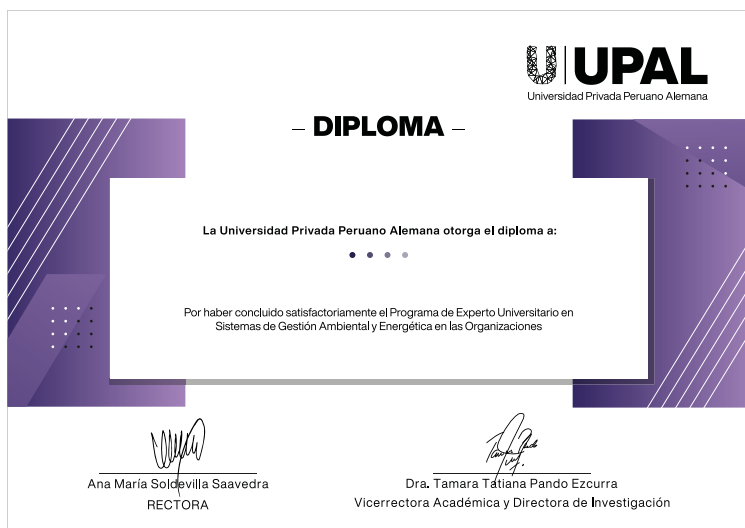 UPAL
Universidad Privada Peruano Alemana
– DIPLOMA –
La Universidad Privada Peruano Alemana otorga el diploma a:
Por haber concluido satisfactoriamente el Programa de Experto Universitario en
Sistemas de Gestión Ambiental y Energética en las Organizaciones
Ana María Soldevilla Saavedra
RECTORA
Dra. Tamara Tatiana Pando Ezcurra
Vicerrectora Académica y Directora de Investigación